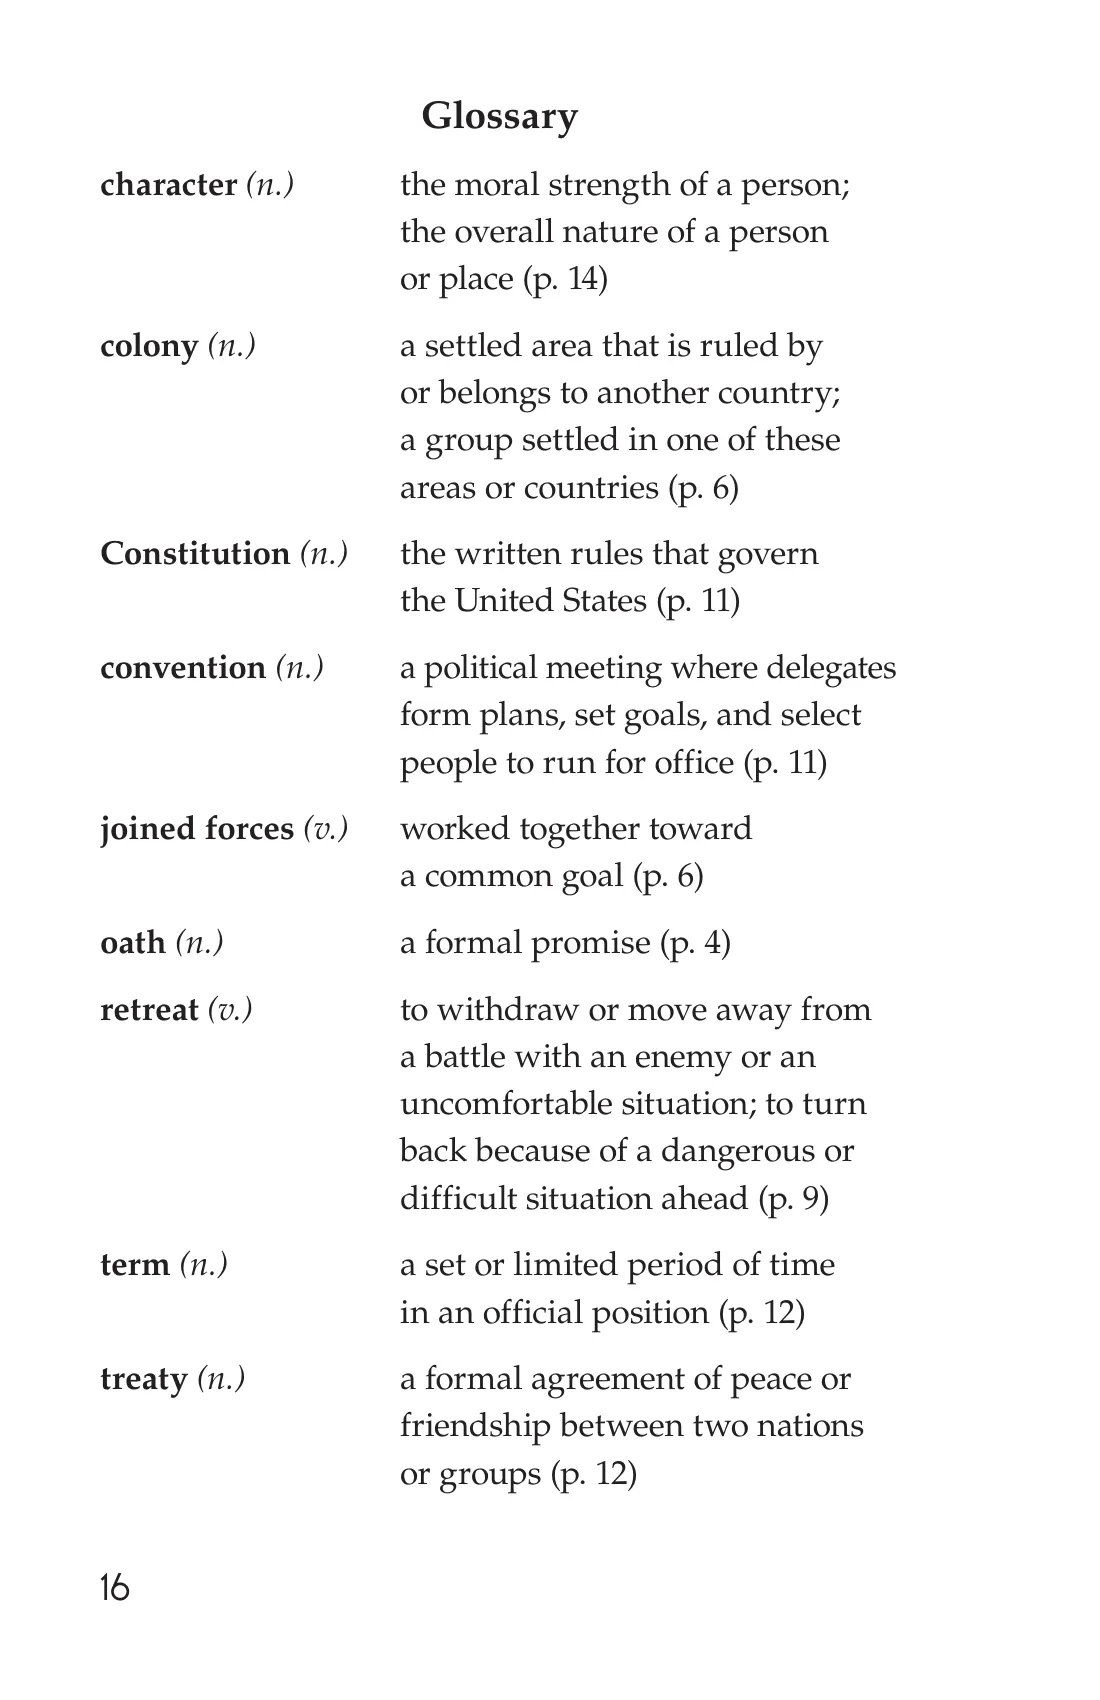 Glossary
character (n.) the moral strength of a person;
the overall nature of a person
or place (p. 14)
colony (n.) a settled area that is ruled by
or belongs to another country;
a group settled in one of these
areas or countries (p. 6)
Constitution (n.) the written rules that govern
the United States (p. 11)
convention (n.) a political meeting where delegates
form plans, set goals, and select
people to run for office (p. 11)
joined forces (v.) worked together toward
a common goal (p. 6)
oath (n.) a formal promise (p. 4)
retreat (v.) to withdraw or move away from
a battle with an enemy or an
uncomfortable situation; to turn
back because of a dangerous or
difficult situation ahead (p. 9)
term (n.) a set or limited period of time
in an official position (p. 12)
treaty (n.) a formal agreement of peace or
friendship between two nations
or groups (p. 12)
16